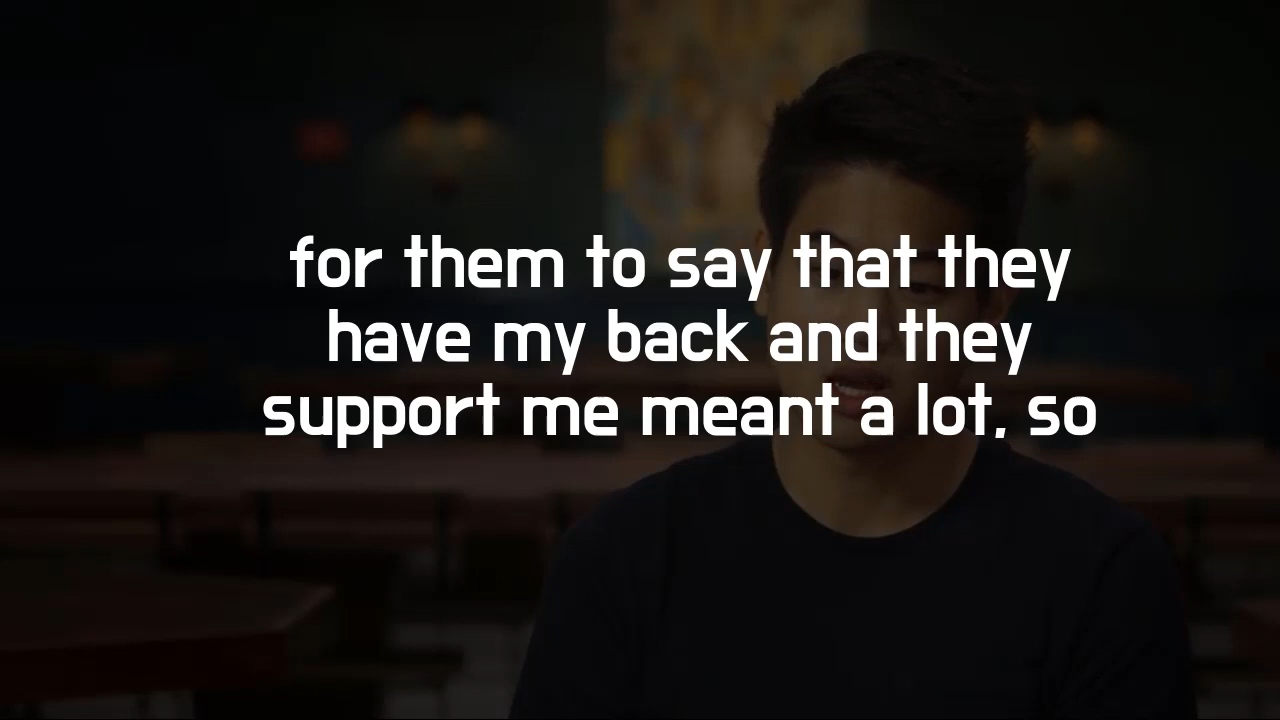 for them to say that they
have my back and they
support me meant a lot, so